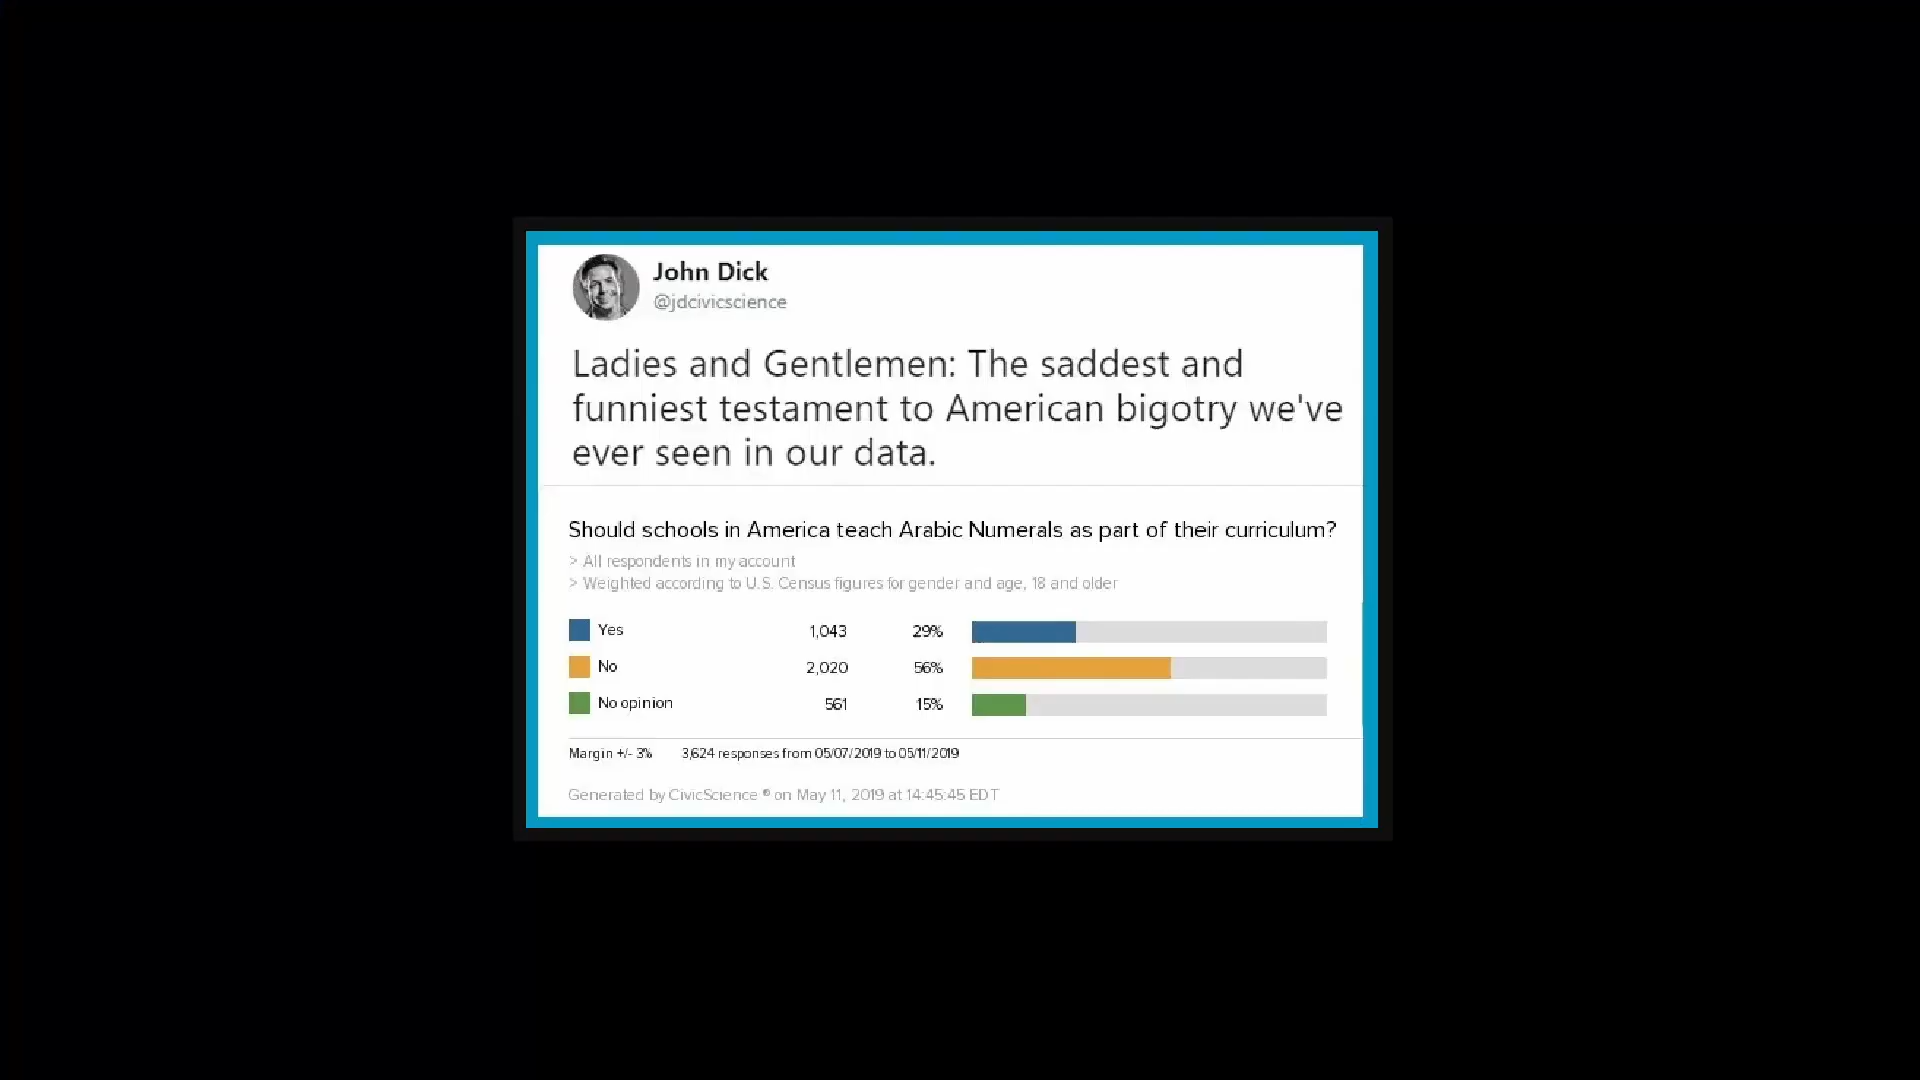 John Dick
@jdcivicscience
Ladies and Gentlemen: The saddest and
funniest testament to American bigotry we've
ever seen in our data.
Should schools in America teach Arabic Numerals as part of their curriculum?
> All respondents in my account
> Weighted according to U.S. Census figures for gender and age, 18 and older
Yes 1,043 29%
No 2,020 56%
No opinion 561 15%
Margin +/- 3% 3,624 responses from 05/07/2019 to 05/11/2019
Generated by CivicScience ® on May 11, 2019 at 14:45:45 EDT